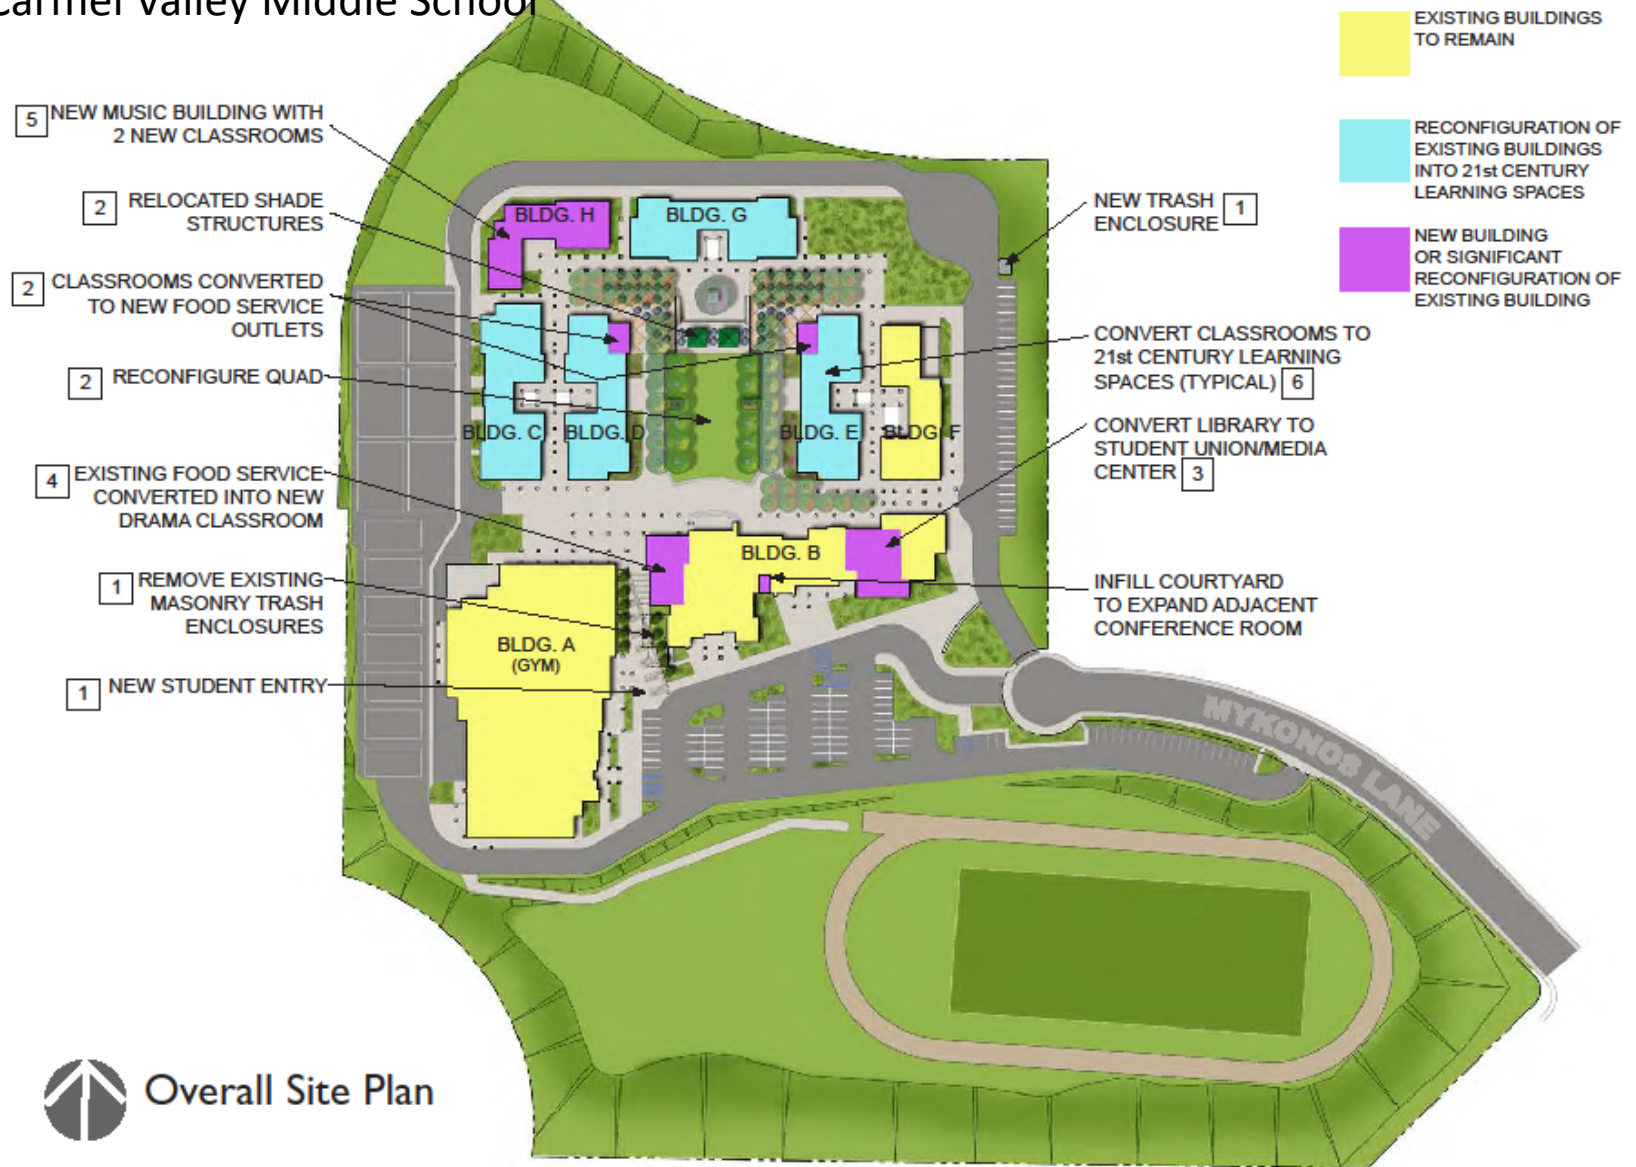 Carmel Valley Middle School
EXISTING BUILDINGS
TO REMAIN
RECONFIGURATION OF
EXISTING BUILDINGS
INTO 21st CENTURY
LEARNING SPACES
NEW BUILDING
OR SIGNIFICANT
RECONFIGURATION OF
EXISTING BUILDING
5 NEW MUSIC BUILDING WITH
2 NEW CLASSROOMS
2 RELOCATED SHADE
STRUCTURES
2 CLASSROOMS CONVERTED
TO NEW FOOD SERVICE
OUTLETS
2 RECONFIGURE QUAD
4 EXISTING FOOD SERVICE
CONVERTED INTO NEW
DRAMA CLASSROOM
1 REMOVE EXISTING
MASONRY TRASH
ENCLOSURES
1 NEW STUDENT ENTRY
BLDG. H
BLDG. G
BLDG. C
BLDG. D
BLDG. E
BLDG. F
BLDG. B
BLDG. A
(GYM)
NEW TRASH
ENCLOSURE 1
CONVERT CLASSROOMS TO
21st CENTURY LEARNING
SPACES (TYPICAL) 6
CONVERT LIBRARY TO
STUDENT UNION/MEDIA
CENTER 3
INFILL COURTYARD
TO EXPAND ADJACENT
CONFERENCE ROOM
MYKONOS LANE
Overall Site Plan